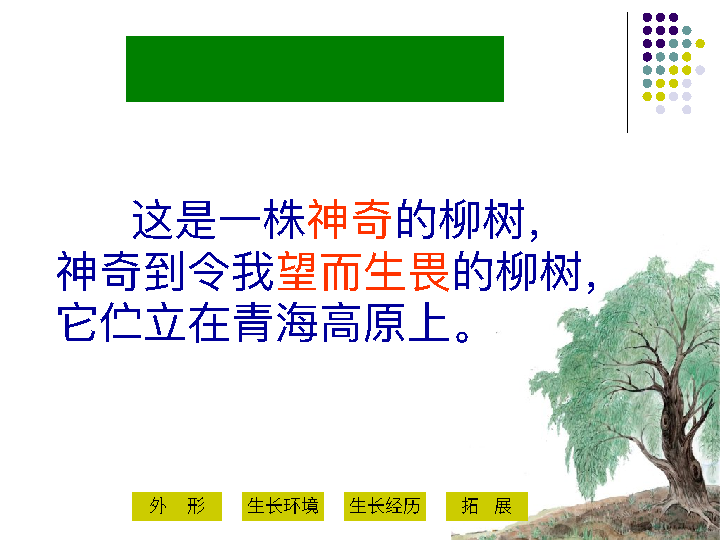 这是一株神奇的柳树，
神奇到令我望而生畏的柳树，
它伫立在青海高原上。
外 形
生长环境
生长经历
拓 展